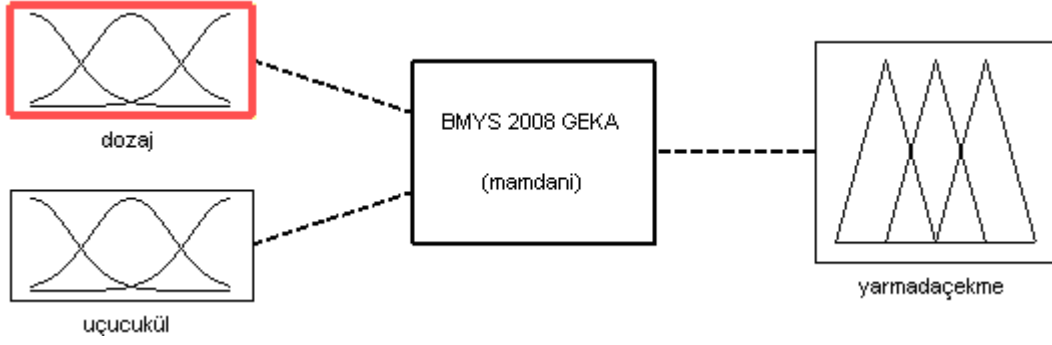 dozaj
uçucukül
BMYS 2008 GEKA
(mamdani)
yarmadaçekme